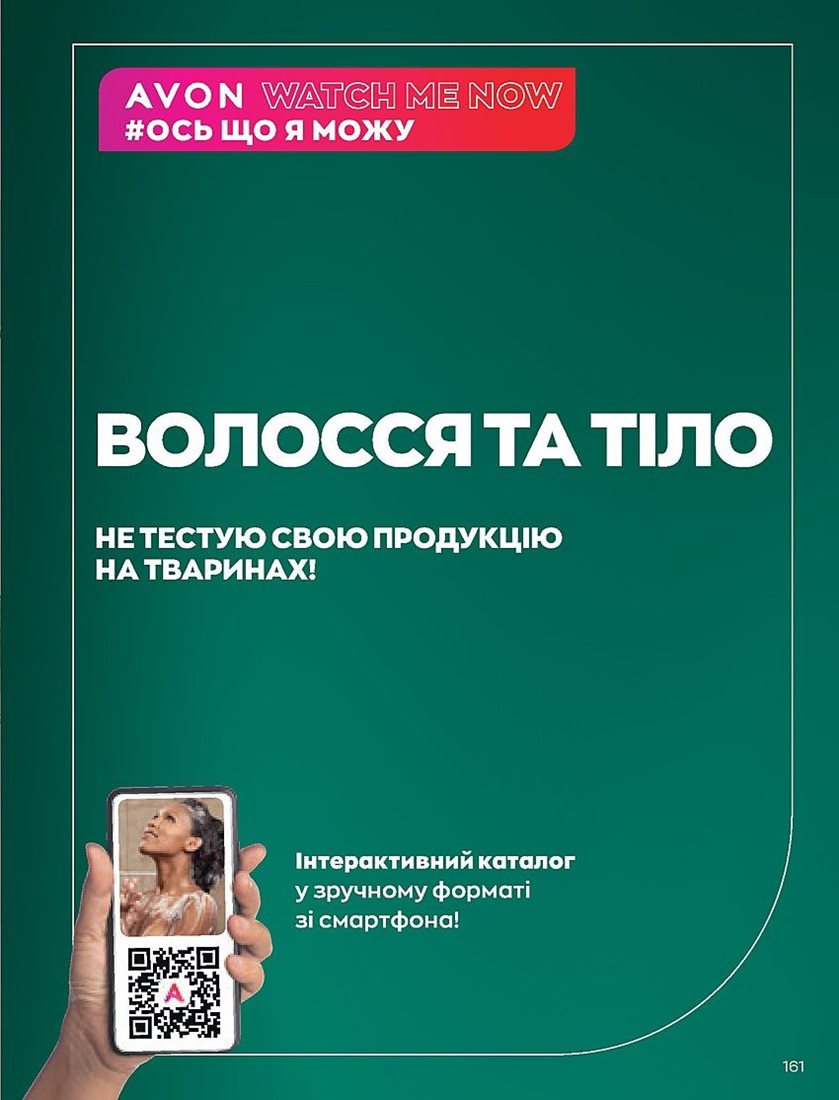 AVON WATCH ME NOW
#ОСЬ ЩО Я МОЖУ
ВОЛОССЯ ТА ТІЛО
НЕ ТЕСТУЮ СВОЮ ПРОДУКЦІЮ
НА ТВАРИНАХ!
Інтерактивний каталог
у зручному форматі
зі смартфона!
A
161